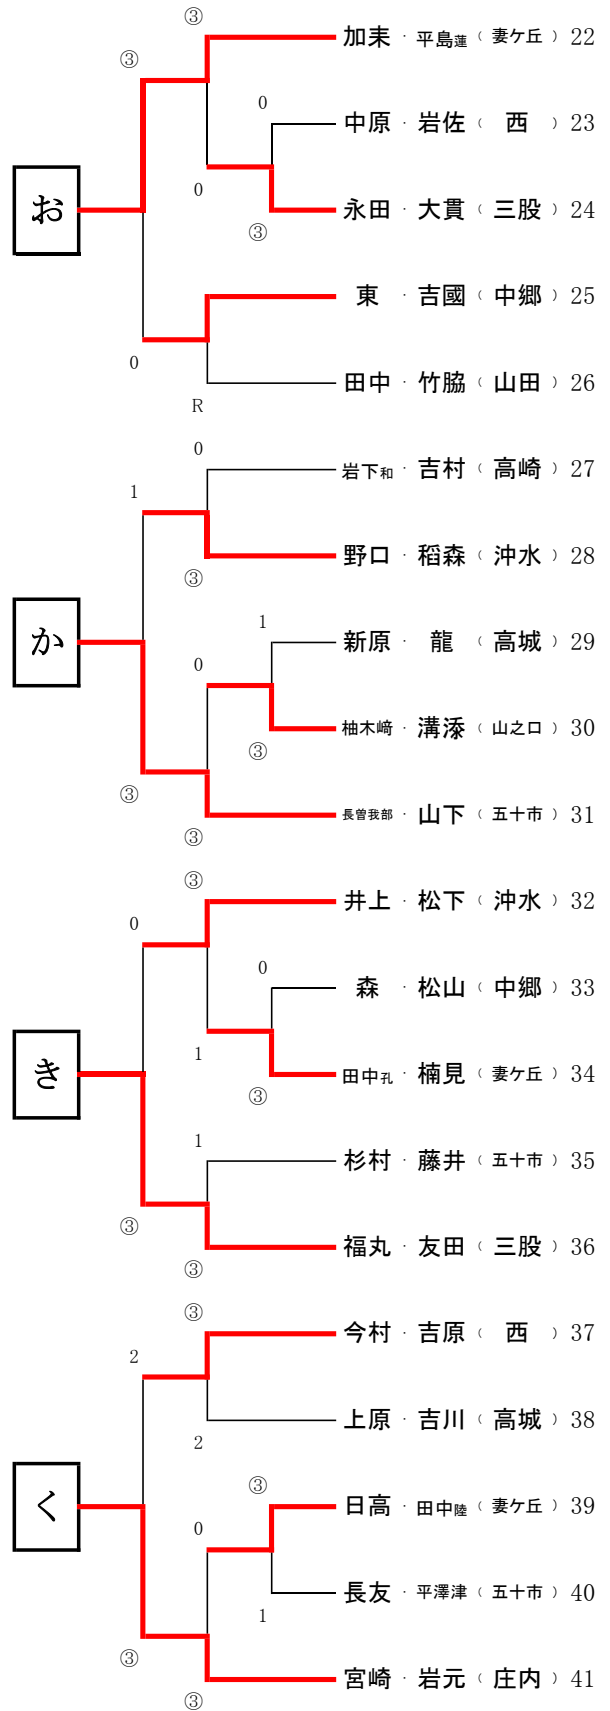 ③
加耒・平島蓮（妻ケ丘）22
③
0
中原・岩佐（西）23
お
0
永田・大貫（三股）24
③
東・吉國（中郷）25
0
田中・竹脇（山田）26
R
0
岩下和・吉村（高崎）27
1
野口・稲森（沖水）28
③
か
1
新原・龍（高城）29
0
柚木﨑・溝添（山之口）30
③
③
長曽我部・山下（五十市）31
③
③
井上・松下（沖水）32
0
0
森・松山（中郷）33
き
1
田中孔・楠見（妻ケ丘）34
③
1
杉村・藤井（五十市）35
③
福丸・友田（三股）36
③
③
今村・吉原（西）37
2
上原・吉川（高城）38
2
③
く
日高・田中陸（妻ケ丘）39
0
長友・平澤津（五十市）40
1
③
宮崎・岩元（庄内）41
③